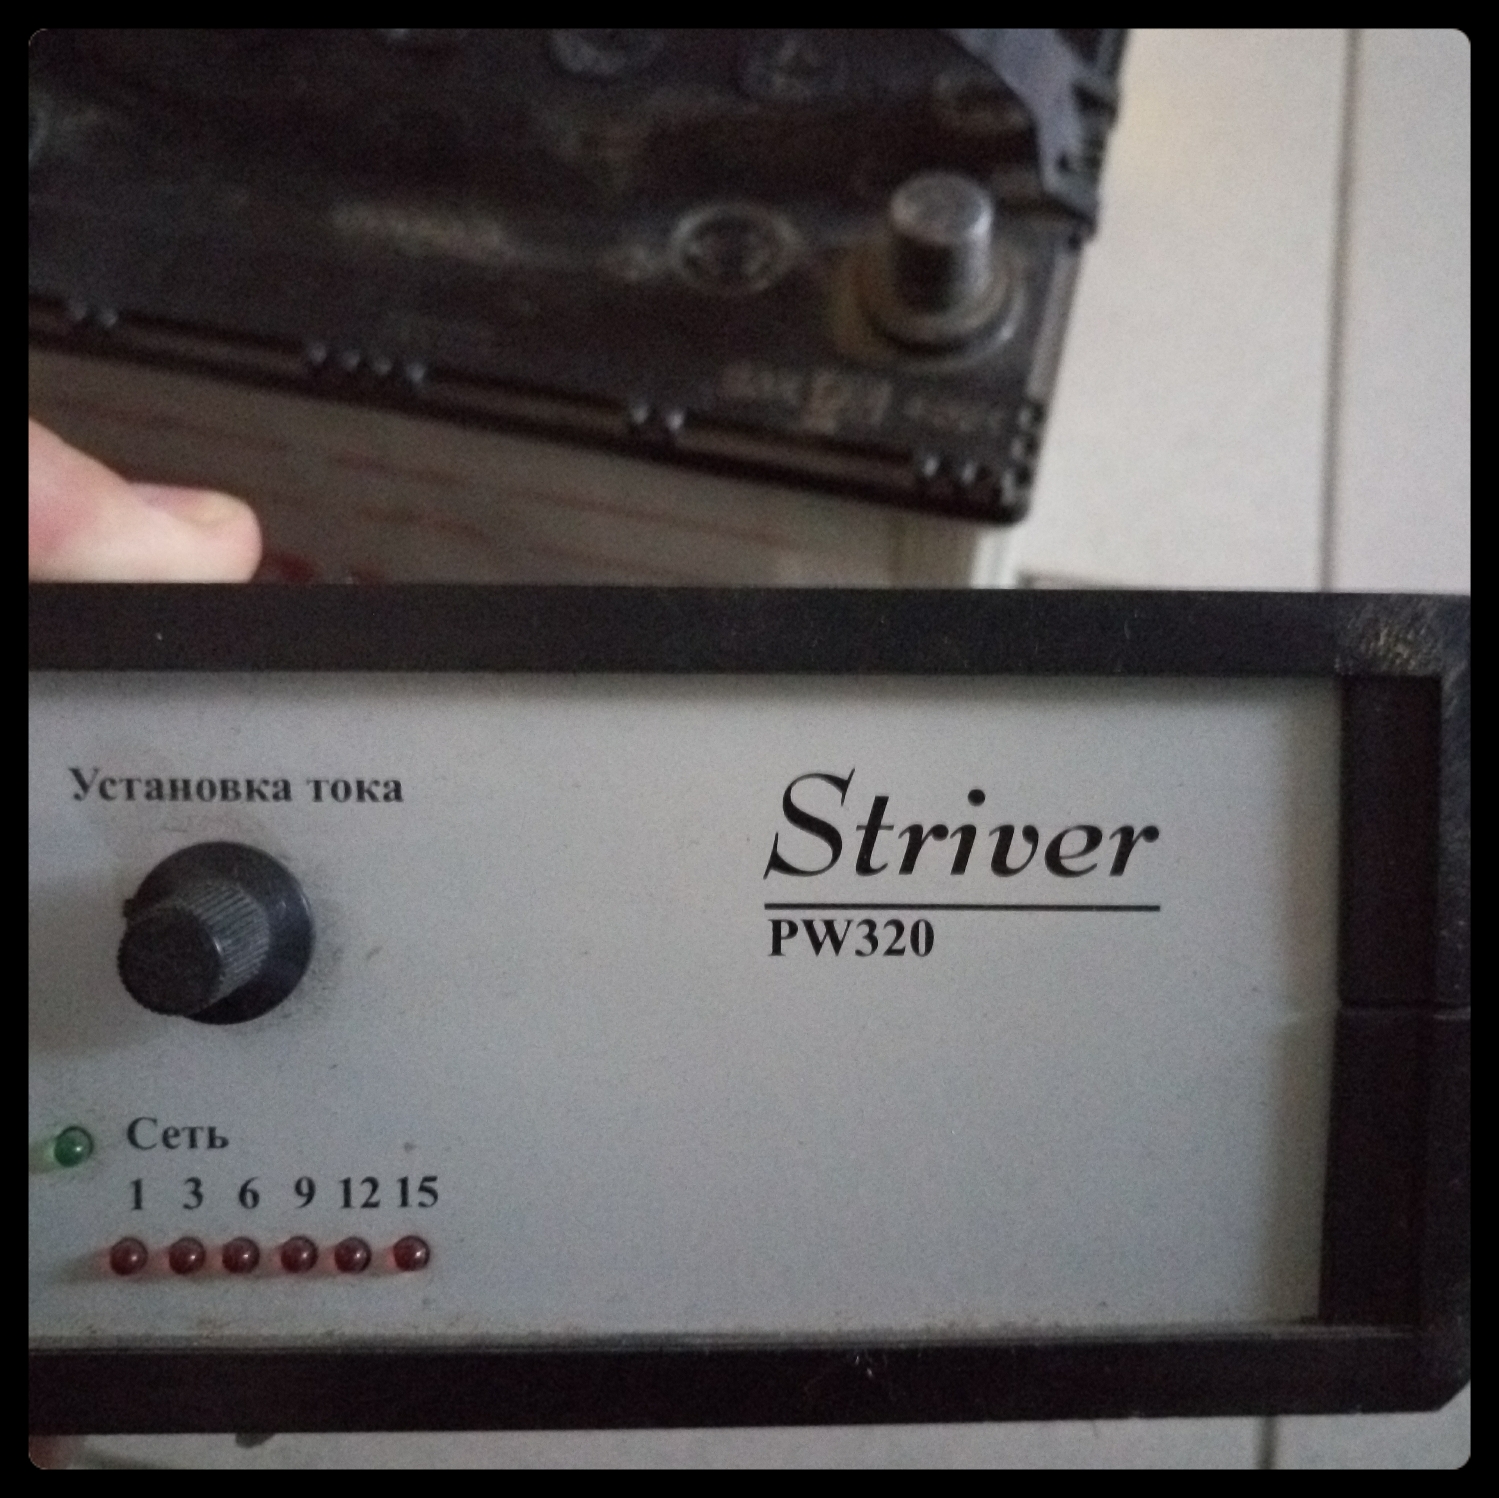 Установка тока
Striver
PW320
Сеть
1 3 6 9 12 15